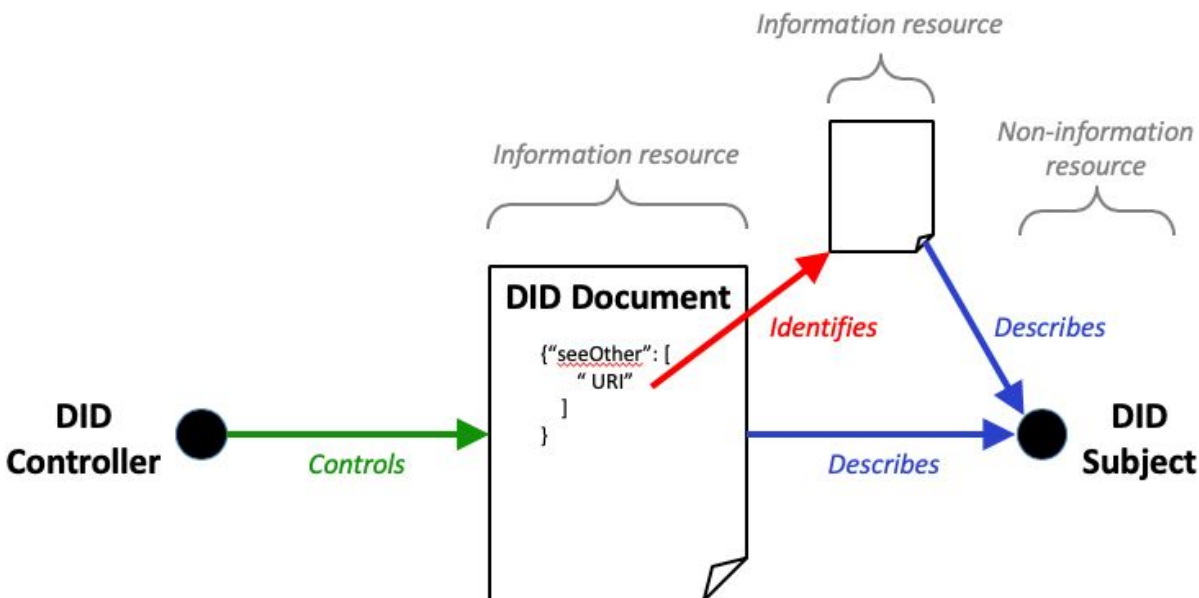 Information resource
Non-information
resource
Information resource
DID Document
{“seeOther”: [
“ URI”
]
}
Identifies
Describes
DID
Controller
Controls
Describes
DID
Subject